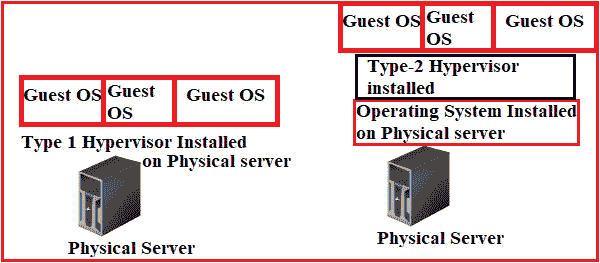 Guest OS
Guest
OS
Guest OS
Type 1 Hypervisor Installed
on Physical server
Physical Server
Guest OS
Guest
OS
Guest OS
Type-2 Hypervisor
installed
Operating System Installed
on Physical server
Physical Server